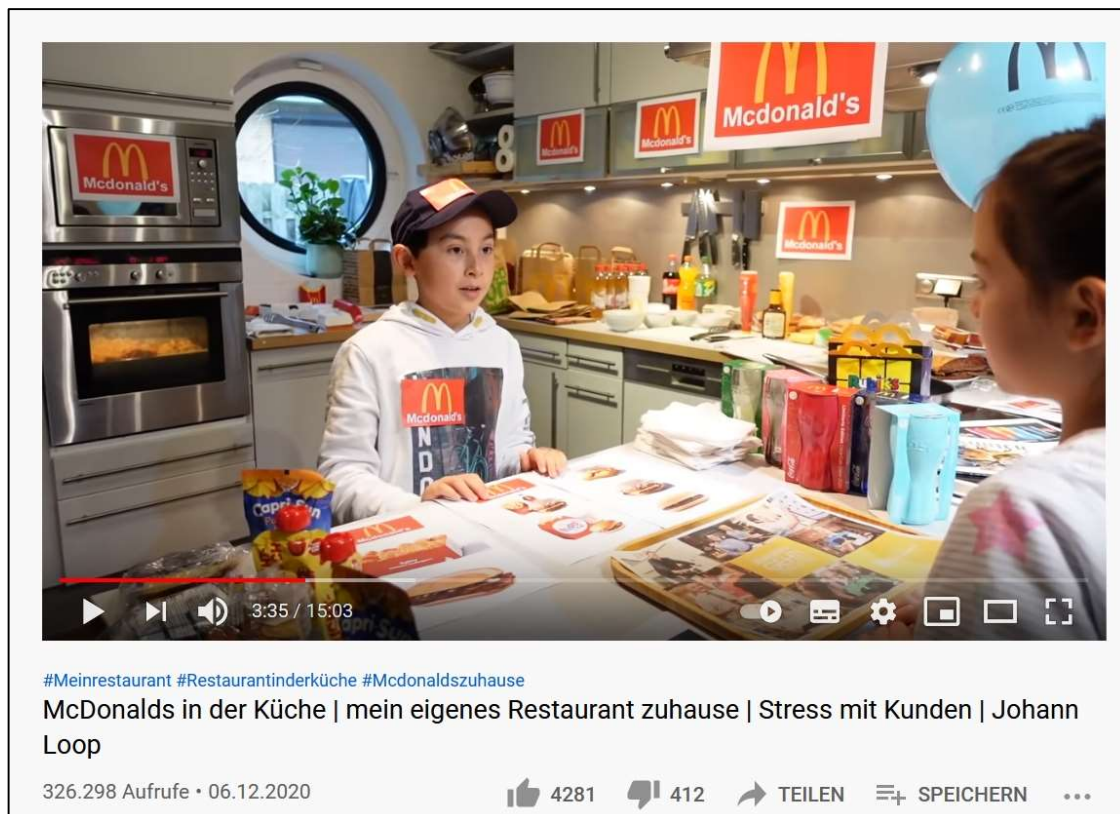 Mcdonald's
Mcdonald's
Mcdonald's
Mcdonald's
Mcdonald's
Mcdonald's
Rubik's
Capri-Sun
3:35 / 15:03
#Meinrestaurant #Restaurantinderküche #Mcdonaldszuhause
McDonalds in der Küche | mein eigenes Restaurant zuhause | Stress mit Kunden | Johann
Loop
326.298 Aufrufe • 06.12.2020
4281
412
TEILEN
SPEICHERN